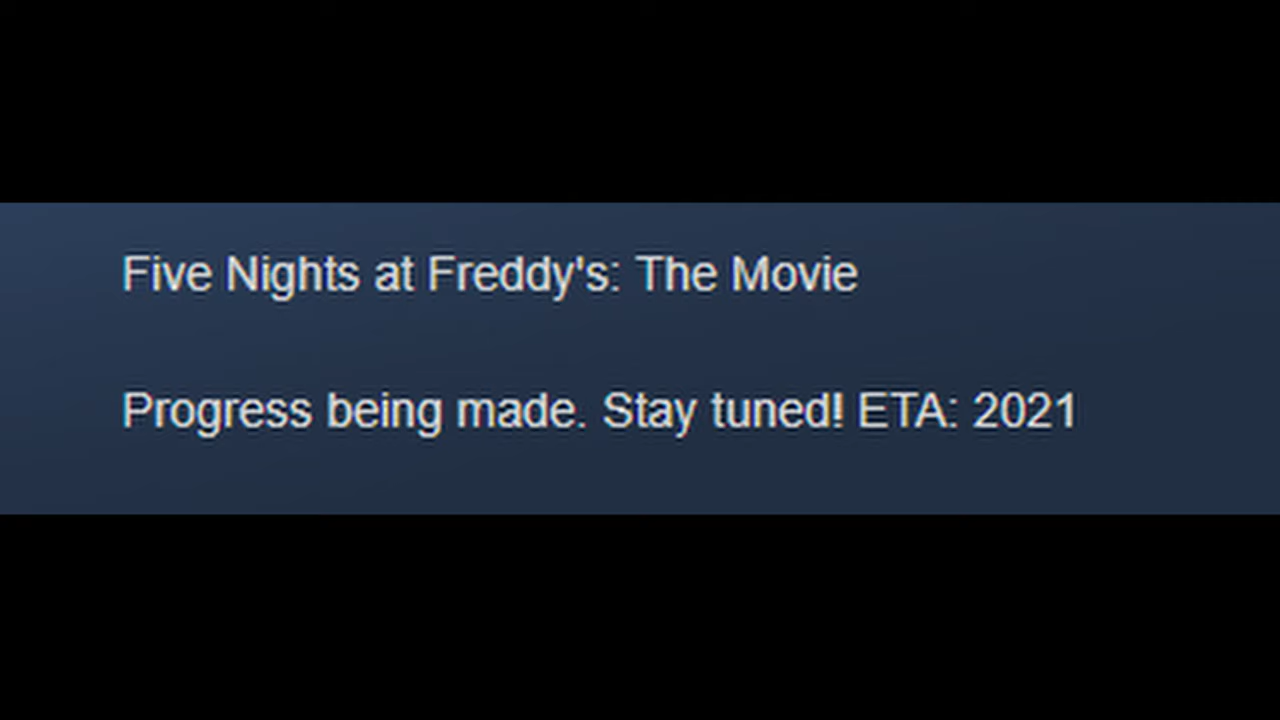 Five Nights at Freddy's: The Movie
Progress being made. Stay tuned! ETA: 2021